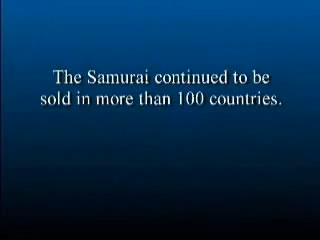 The Samurai continued to be
sold in more than 100 countries.